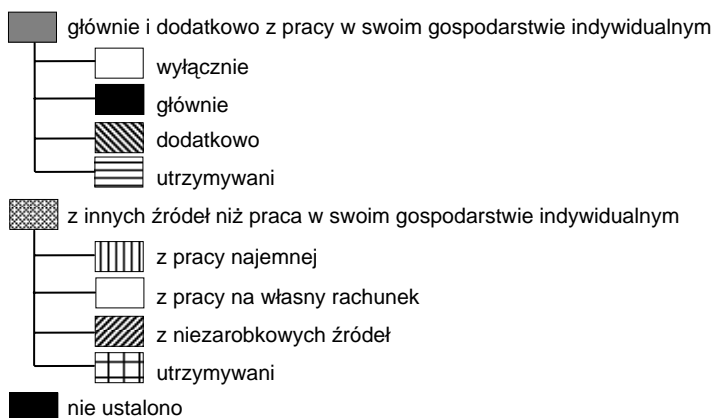 głównie i dodatkowo z pracy w swoim gospodarstwie indywidualnym
wyłącznie
głównie
dodatkowo
utrzymywani
z innych źródeł niż praca w swoim gospodarstwie indywidualnym
z pracy najemnej
z pracy na własny rachunek
z niezarobkowych źródeł
utrzymywani
nie ustalono